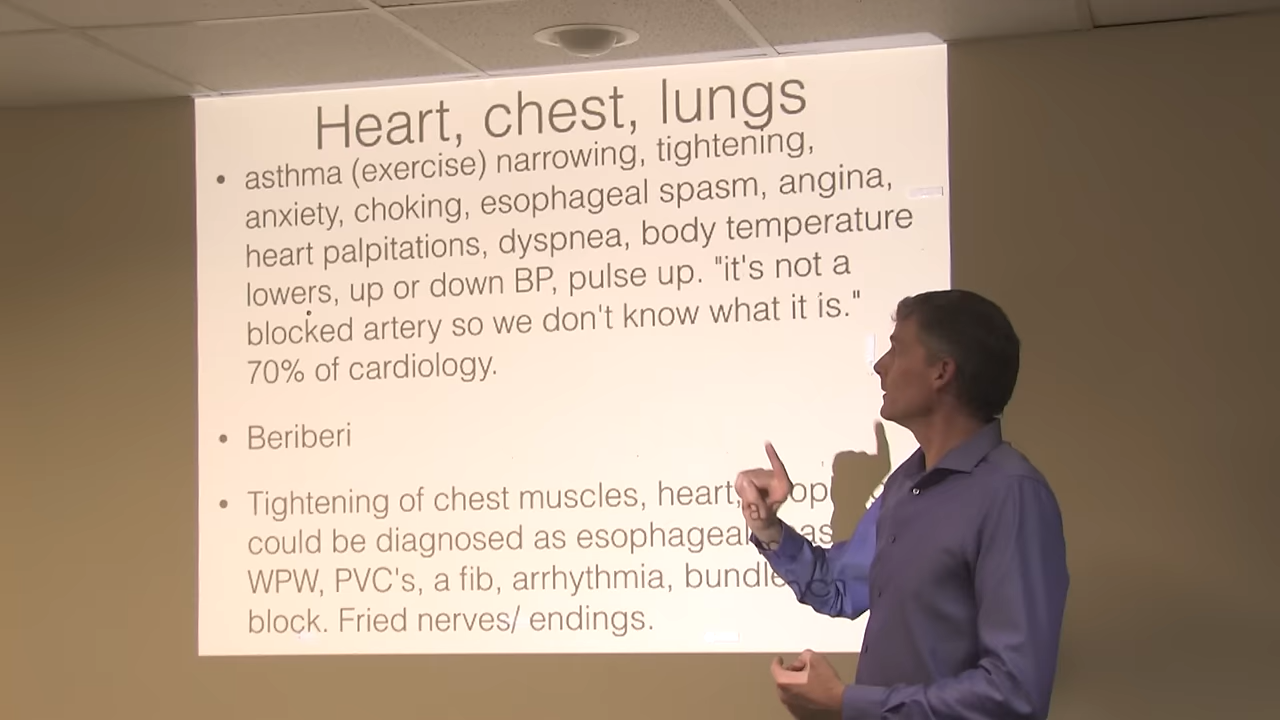 Heart, chest, lungs
• asthma (exercise) narrowing, tightening,
anxiety, choking, esophageal spasm, angina,
heart palpitations, dyspnea, body temperature
lowers, up or down BP, pulse up. "it's not a
blocked artery so we don't know what it is."
70% of cardiology.
• Beriberi
• Tightening of chest muscles, heart,
could be diagnosed as esophageal
WPW, PVC's, a fib, arrhythmia, bundle
block. Fried nerves/ endings.